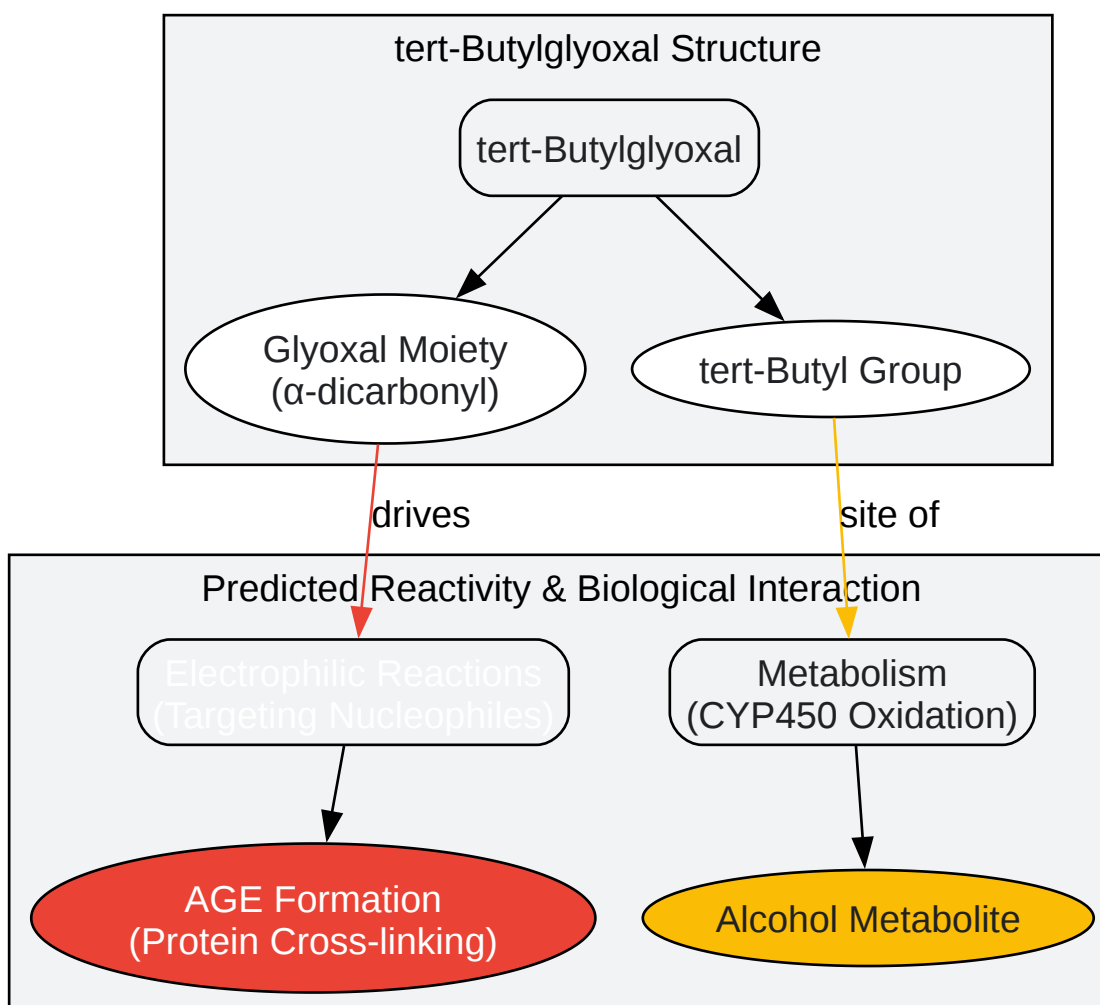 tert-Butylglyoxal Structure
tert-Butylglyoxal
Glyoxal Moiety
(α-dicarbonyl)
tert-Butyl Group
drives
site of
Predicted Reactivity & Biological Interaction
Electrophilic Reactions
(Targeting Nucleophiles)
Metabolism
(CYP450 Oxidation)
AGE Formation
(Protein Cross-linking)
Alcohol Metabolite